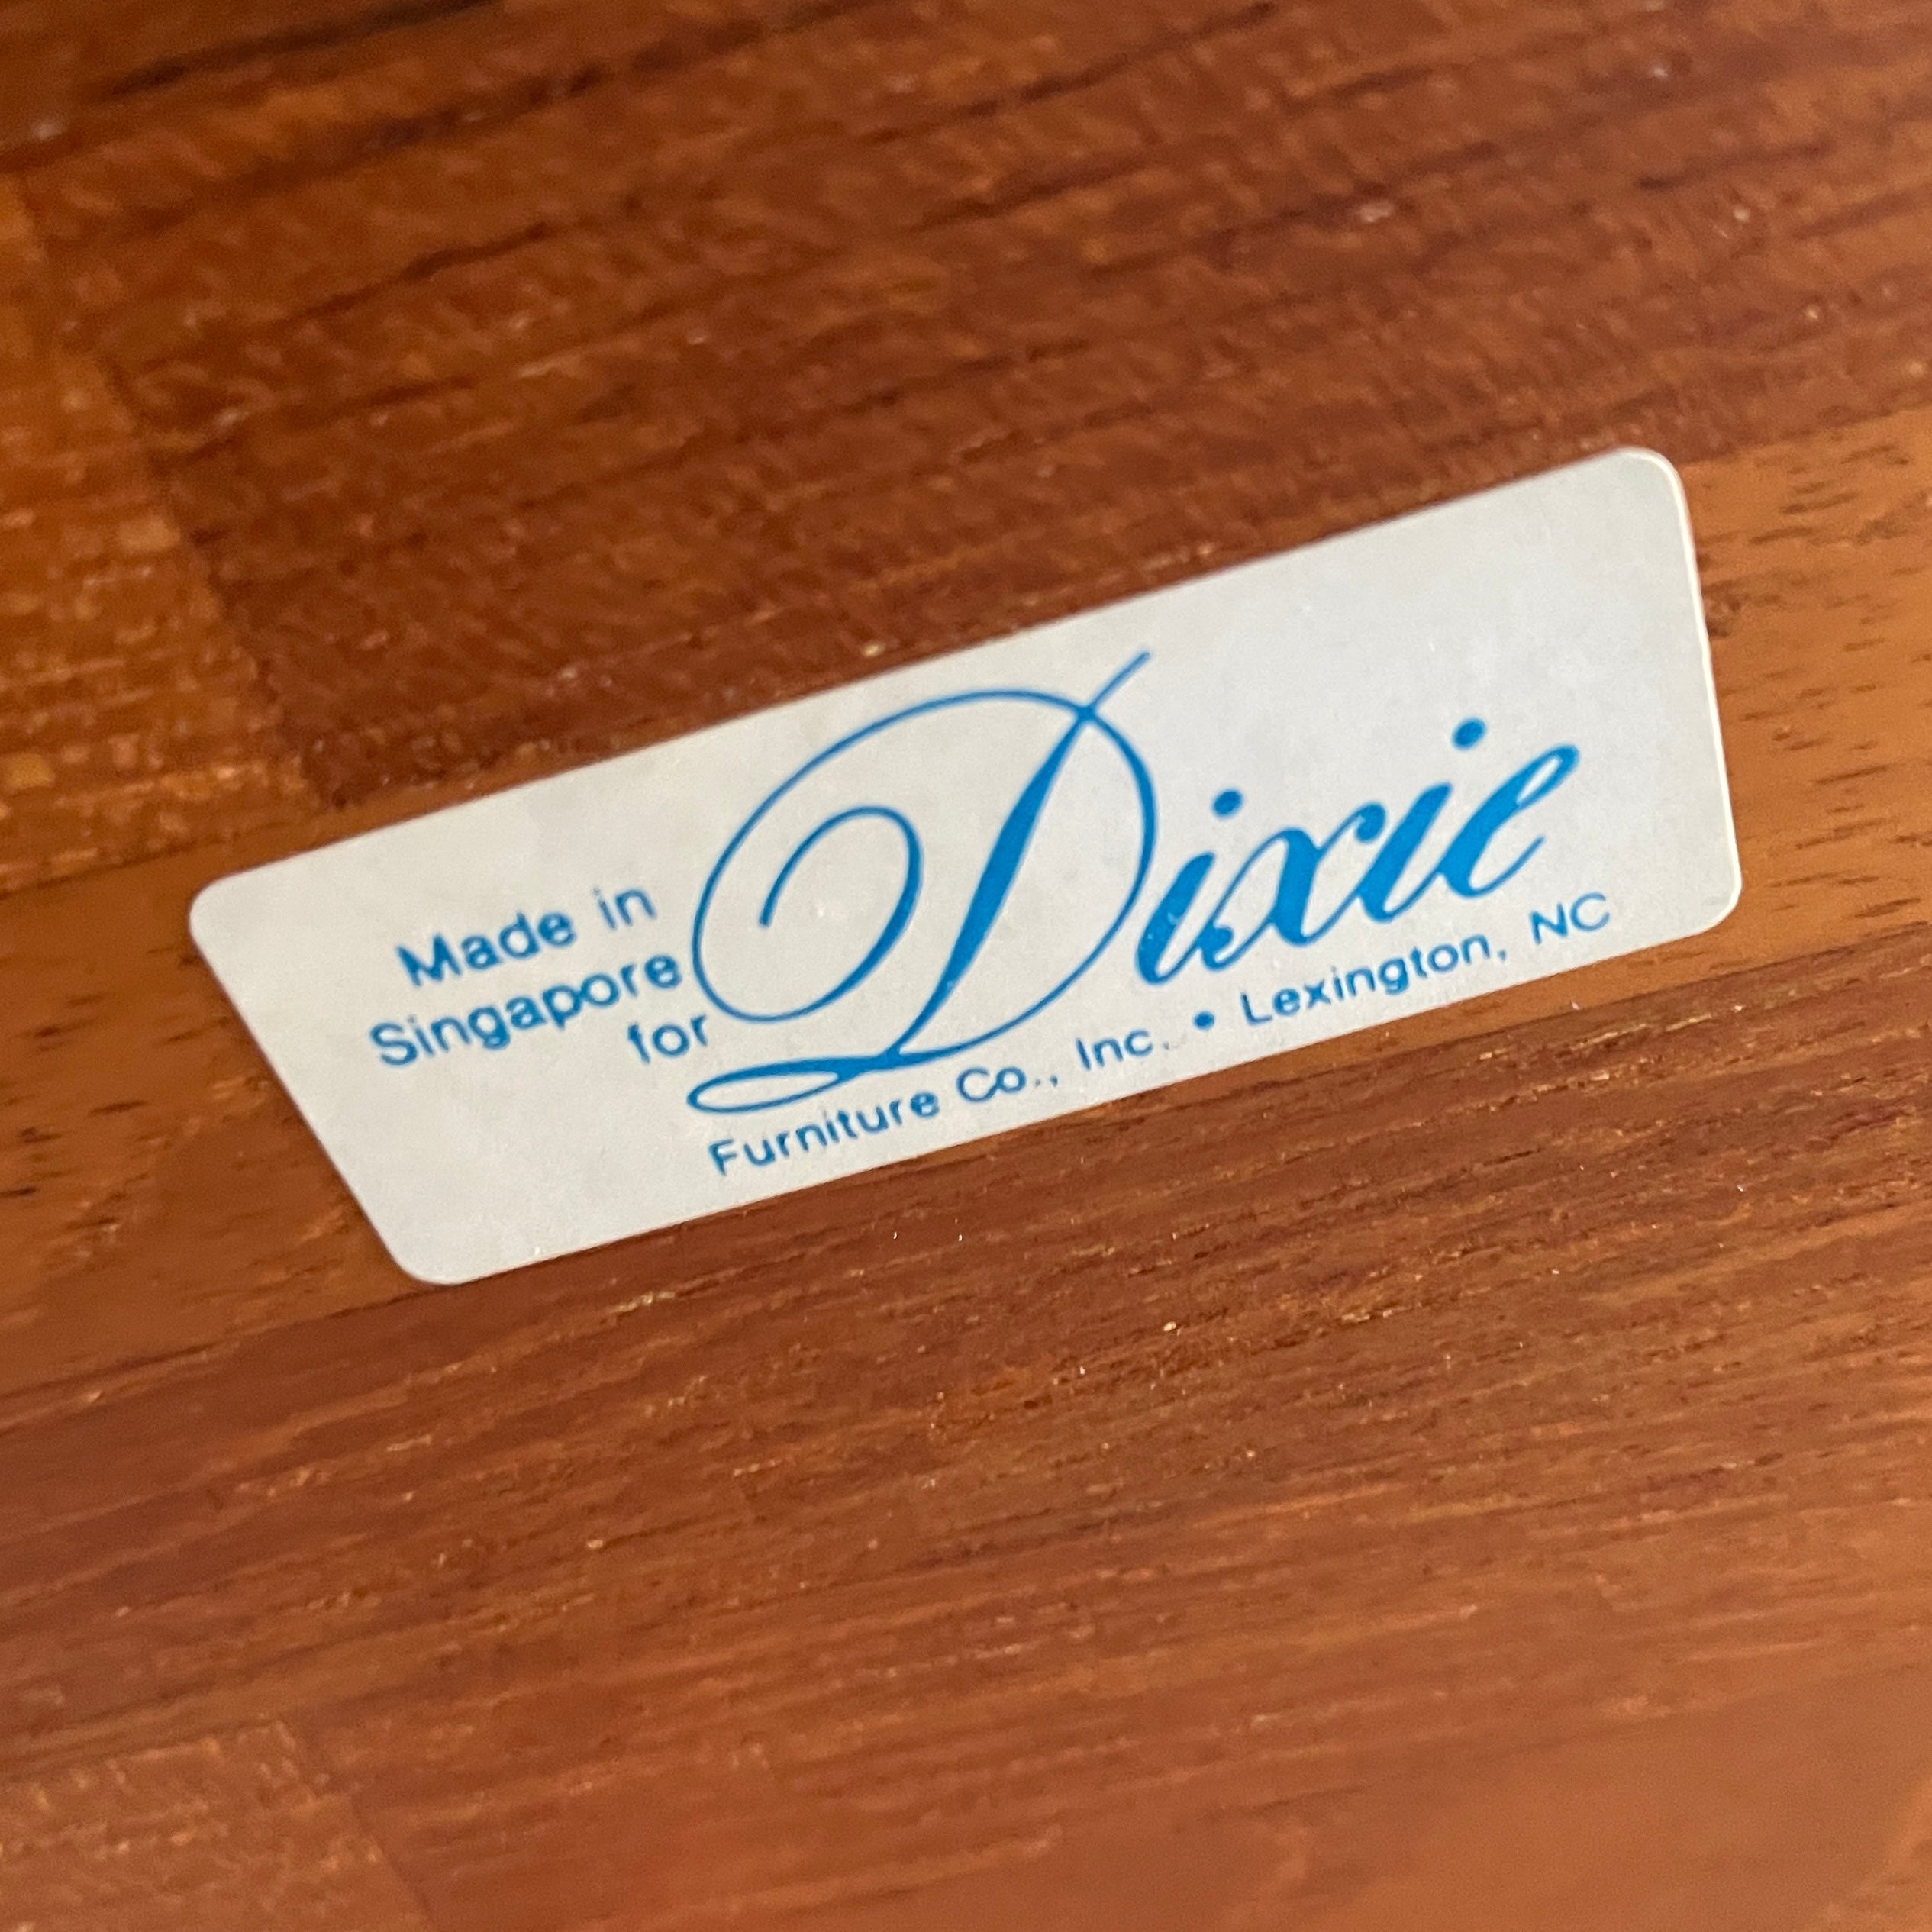 Made in
Singapore
for
Dixie
Furniture Co., Inc. • Lexington, NC